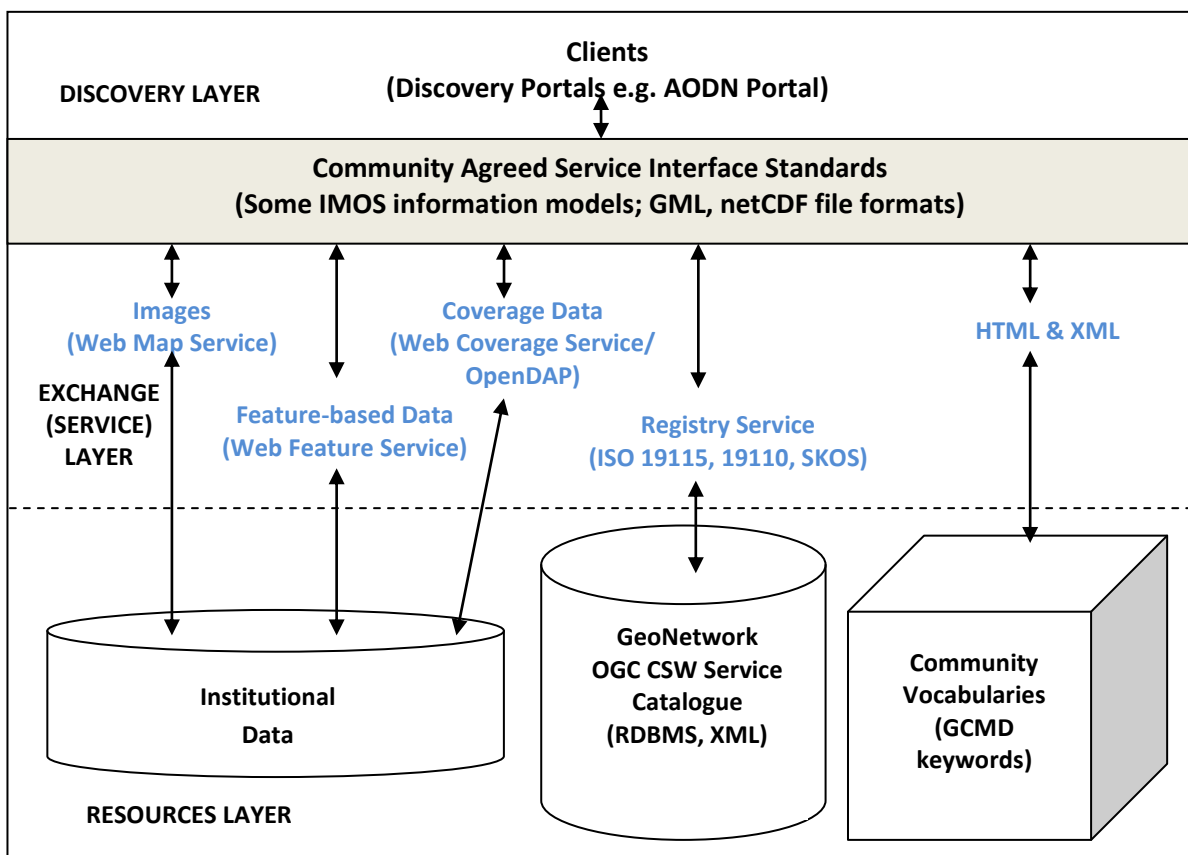 Clients
(Discovery Portals e.g. AODN Portal)
DISCOVERY LAYER
Community Agreed Service Interface Standards
(Some IMOS information models; GML, netCDF file formats)
Images
(Web Map Service)
Coverage Data
(Web Coverage Service/
OpenDAP)
HTML & XML
EXCHANGE
(SERVICE)
LAYER
Feature-based Data
(Web Feature Service)
Registry Service
(ISO 19115, 19110, SKOS)
Institutional
Data
GeoNetwork
OGC CSW Service
Catalogue
(RDBMS, XML)
Community
Vocabularies
(GCMD
keywords)
RESOURCES LAYER